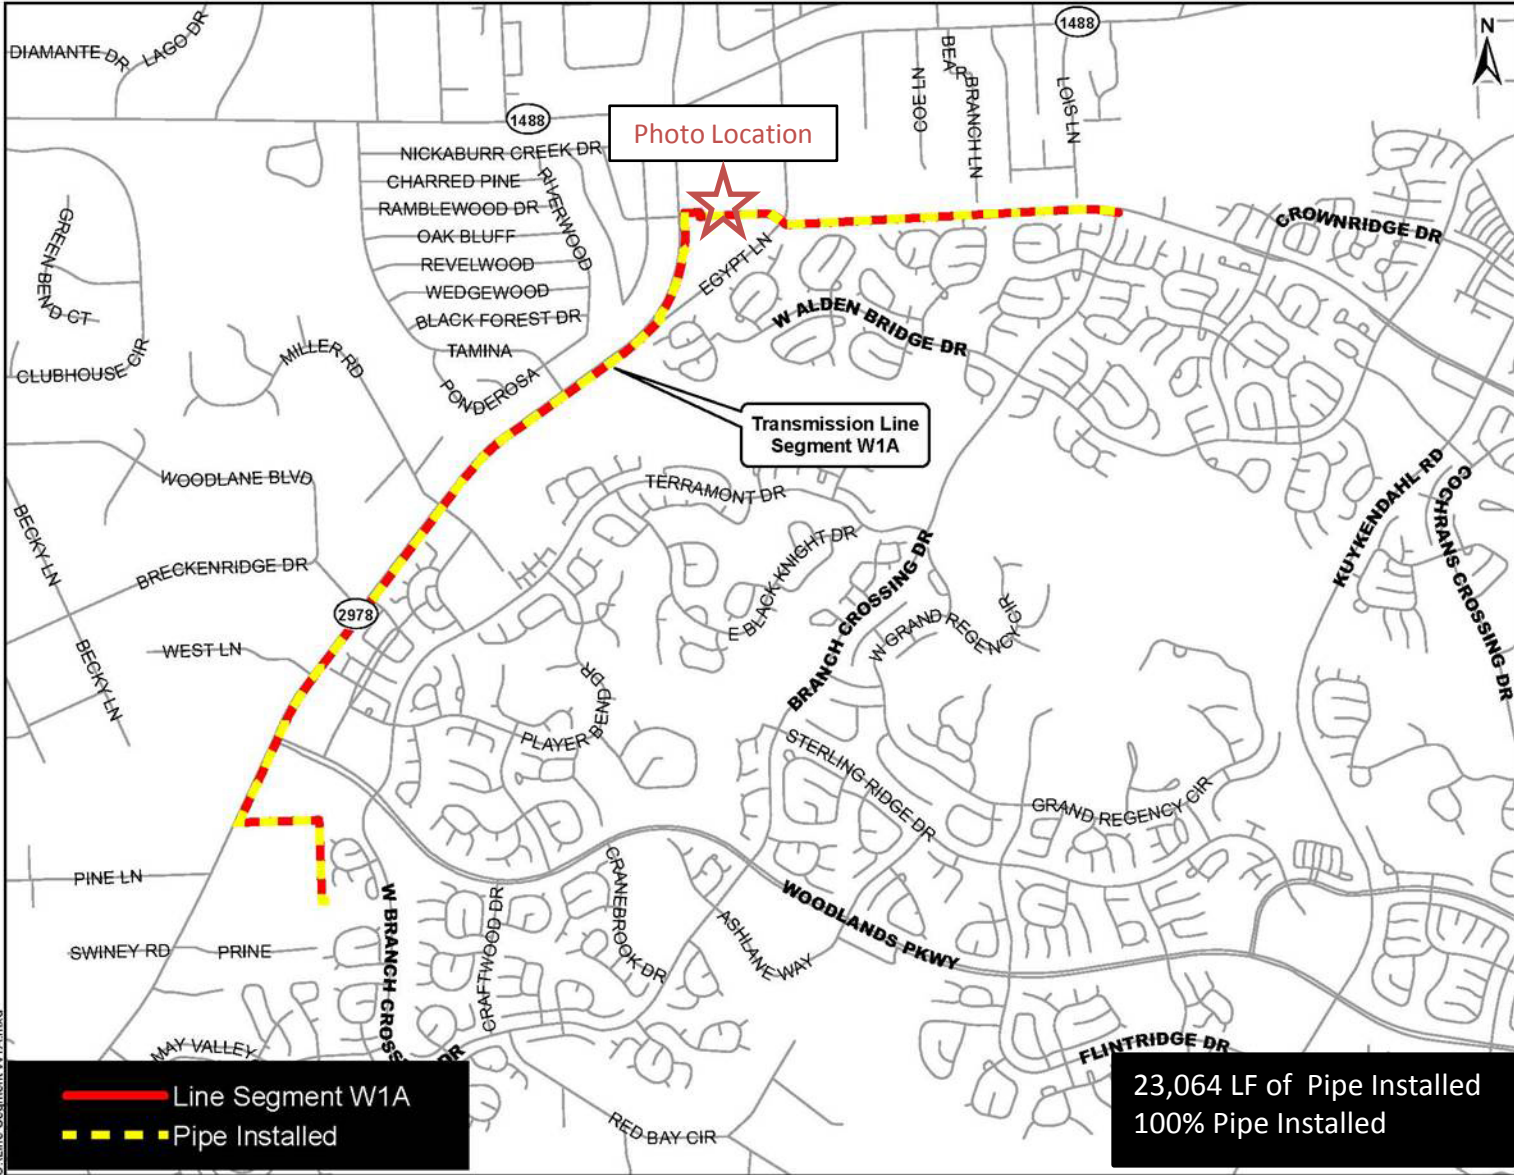 1488
N
DIAMANTE DR
LAGO DR
BEAR BRANCH LN
COE LN
LOIS LN
1488
Photo Location
NICKABURR CREEK DR
CHARRED PINE
RIVERWOOD
RAMBLEWOOD DR
OAK BLUFF
REVELWOOD
WEDGEWOOD
BLACK FOREST DR
TAMINA
PONDEROSA
GREEN BEND CT
CLUBHOUSE CIR
MILLER RD
EGYPT LN
CROWNRIDGE DR
W ALDEN BRIDGE DR
Transmission Line
Segment W1A
WOODLANE BLVD
TERRAMONT DR
KUYKENDAHL RD
COCHRANS CROSSING DR
BECKY LN
BRECKENRIDGE DR
E BLACK KNIGHT DR
BRANCH CROSSING DR
2978
W GRAND REGENCY CIR
WEST LN
BECKY LN
PLAYER BEND DR
STERLING RIDGE DR
GRAND REGENCY CIR
PINE LN
CRANEBROOK DR
WOODLANDS PKWY
W BRANCH CROSS
DR
CRAFTWOOD DR
ASHLANE WAY
SWINEY RD
PRINE
MAY VALLEY
FLINTRIDGE DR
RED BAY CIR
Line Segment W1A
Pipe Installed
23,064 LF of Pipe Installed
100% Pipe Installed